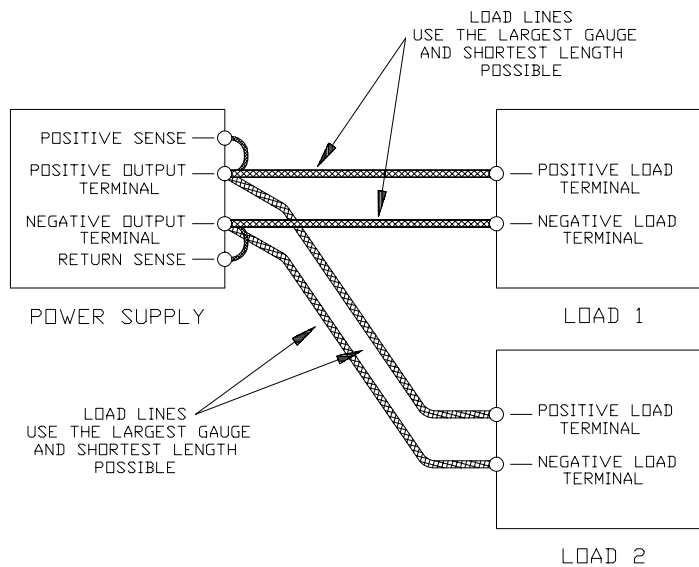 LOAD LINES
USE THE LARGEST GAUGE
AND SHORTEST LENGTH
POSSIBLE
POSITIVE SENSE
POSITIVE OUTPUT
TERMINAL
NEGATIVE OUTPUT
TERMINAL
RETURN SENSE
POWER SUPPLY
POSITIVE LOAD
TERMINAL
NEGATIVE LOAD
TERMINAL
LOAD 1
LOAD LINES
USE THE LARGEST GAUGE
AND SHORTEST LENGTH
POSSIBLE
POSITIVE LOAD
TERMINAL
NEGATIVE LOAD
TERMINAL
LOAD 2